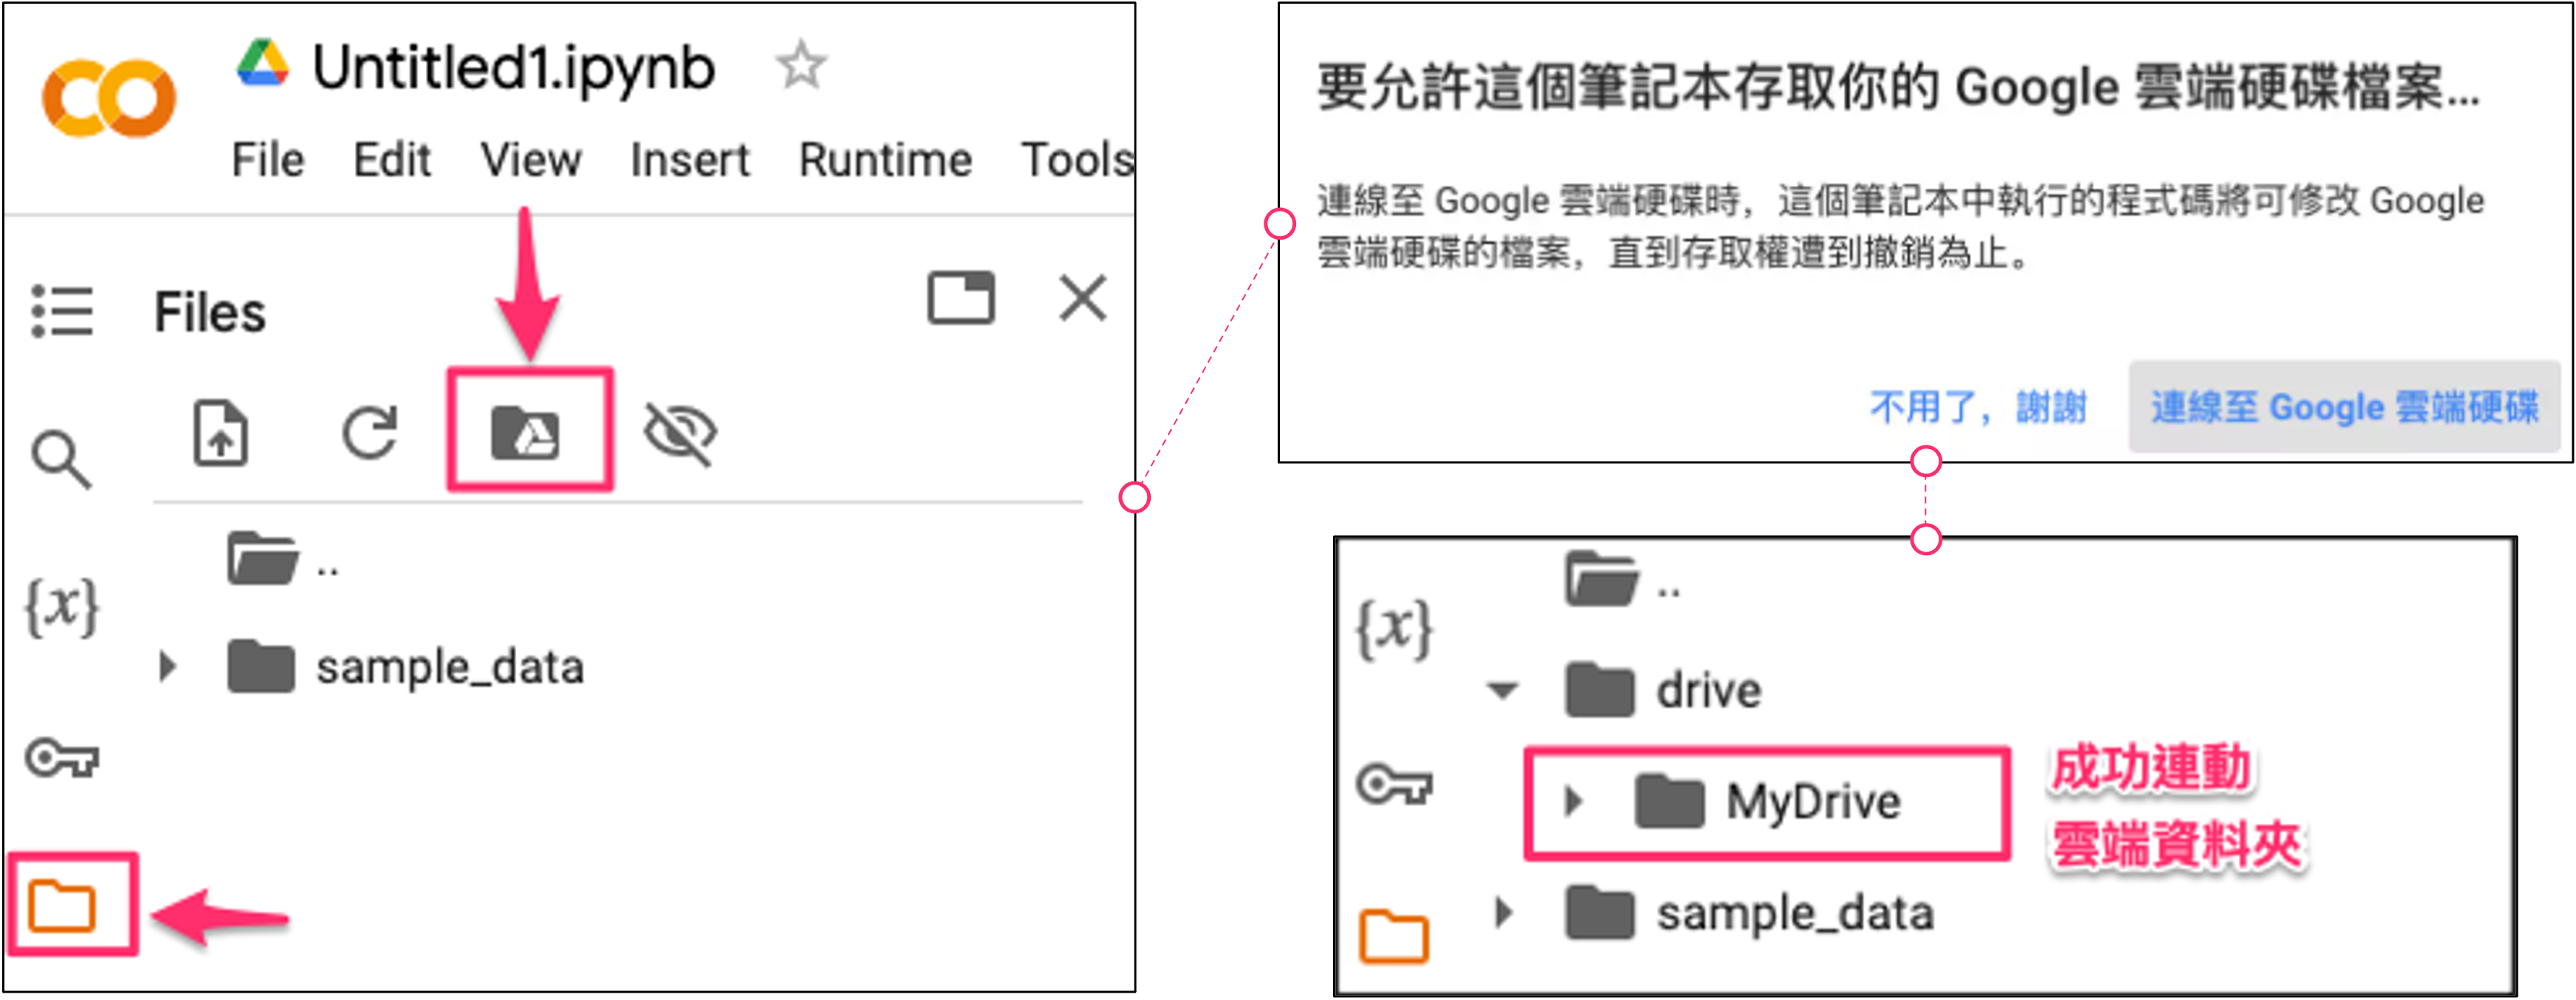 Untitled1.ipynb
File Edit View Insert Runtime Tools
Files
..
{x}
sample_data
要允許這個筆記本存取你的 Google 雲端硬碟檔案...
連線至 Google 雲端硬碟時，這個筆記本中執行的程式碼將可修改 Google
雲端硬碟的檔案，直到存取權遭到撤銷為止。
不用了，謝謝 連線至 Google 雲端硬碟
..
{x}
drive
MyDrive
成功連動
雲端資料夾
sample_data